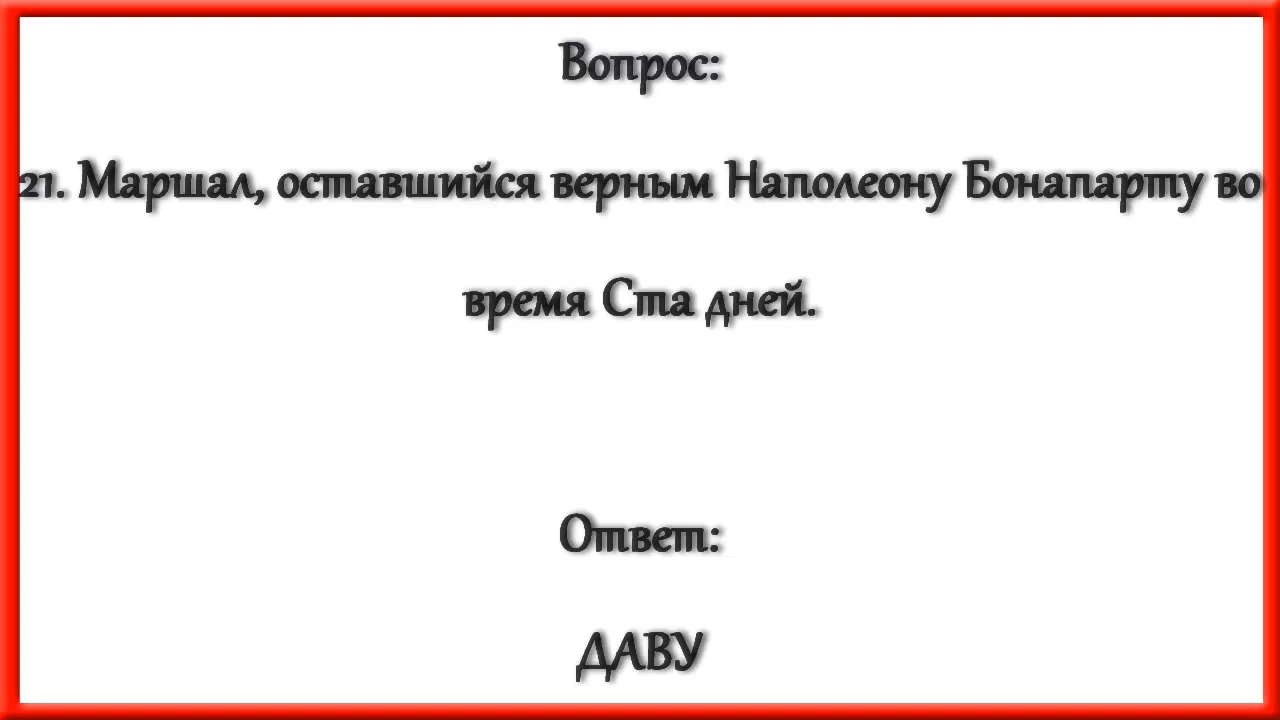 Вопрос:
21. Маршал, оставшийся верным Наполеону Бонапарту во
время Ста дней.
Ответ:
ДАВУ